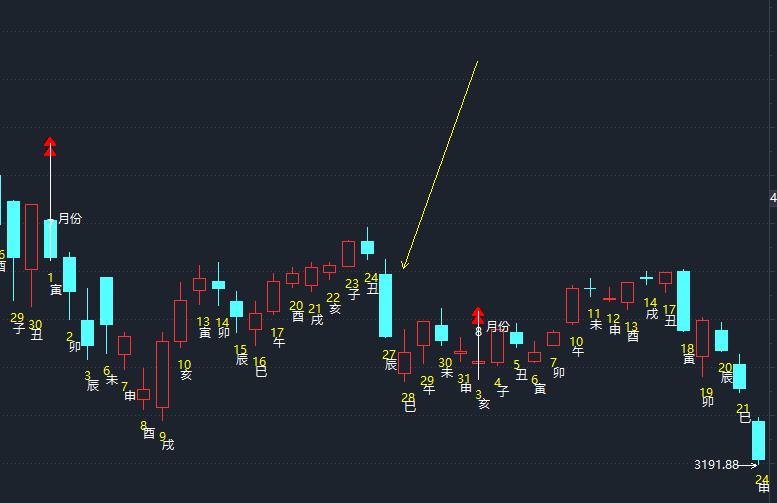 月份
8
酉
29
子
30
丑
1
寅
2
卯
3
辰
6
未
7
申
8
酉
9
戌
10
亥
13
寅
14
卯
15
辰
16
巳
17
午
20
酉
21
戌
22
亥
23
子
24
丑
27
辰
28
巳
29
午
30
未
31
申
月份
3
亥
4
子
5
丑
6
寅
7
卯
10
午
11
未
12
申
13
酉
14
戌
17
丑
18
寅
19
卯
20
辰
21
巳
24
申
3191.88
4